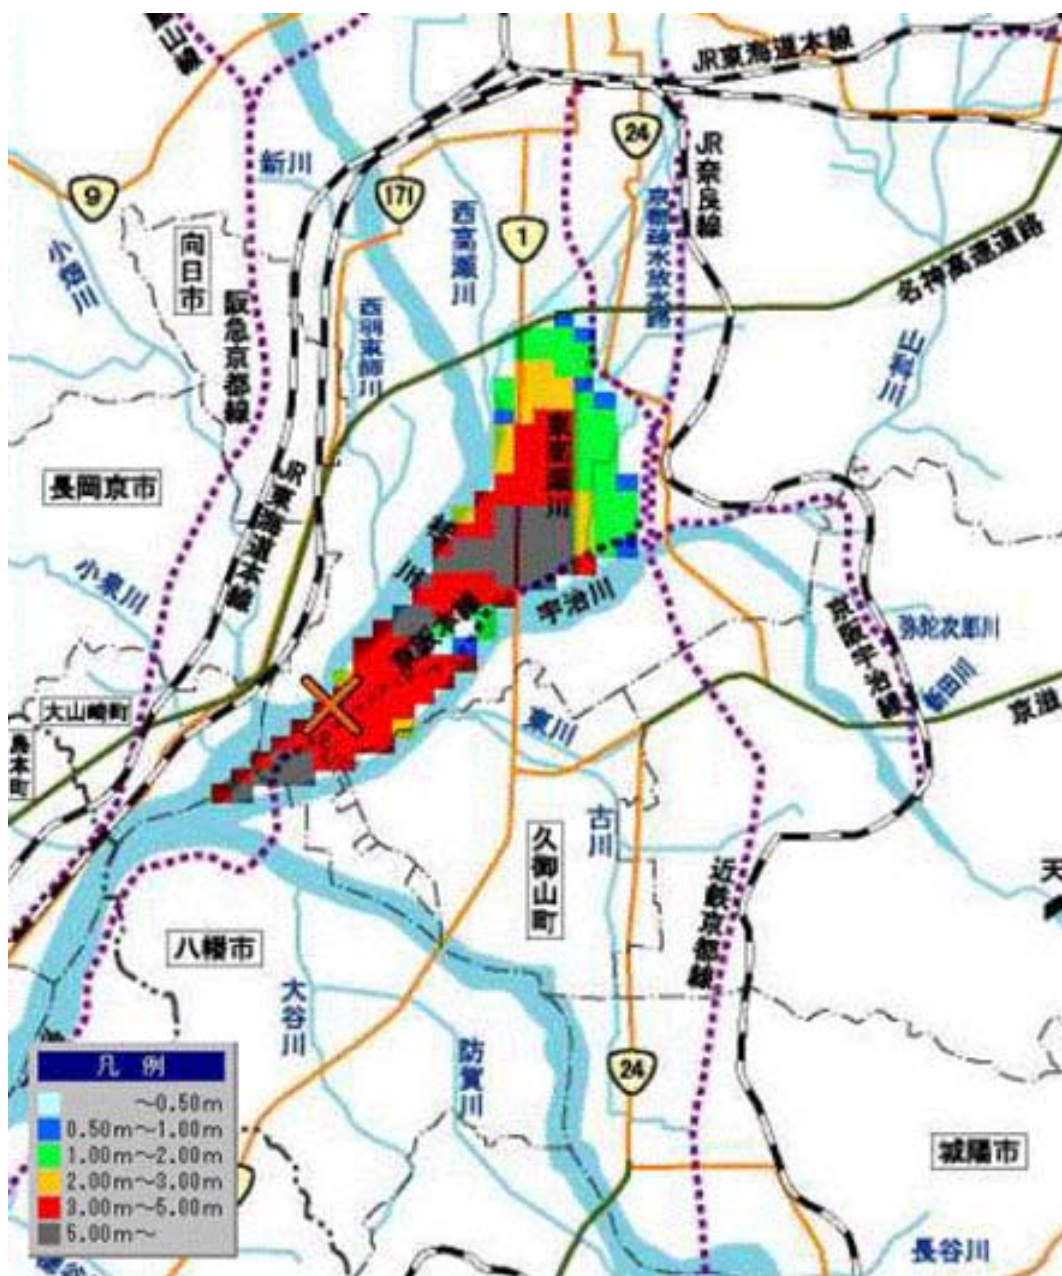 JR東海道本線
24
JR奈良線
新川
9
171
1
西高瀬川
京都疎水放水路
名神高速道路
小畑川
向日市
阪急京都線
西羽束師川
山科川
東高瀬川
長岡京市
JR東海道本線
桂川
小泉川
宇治川
京阪本線
京阪宇治線
弥陀次郎川
新田川
大山崎町
島本町
京滋
東川
古川
久御山町
近鉄京都線
天
八幡市
大谷川
防賀川
24
城陽市
長谷川
凡 例
～0.50m
0.50m～1.00m
1.00m～2.00m
2.00m～3.00m
3.00m～5.00m
5.00m～